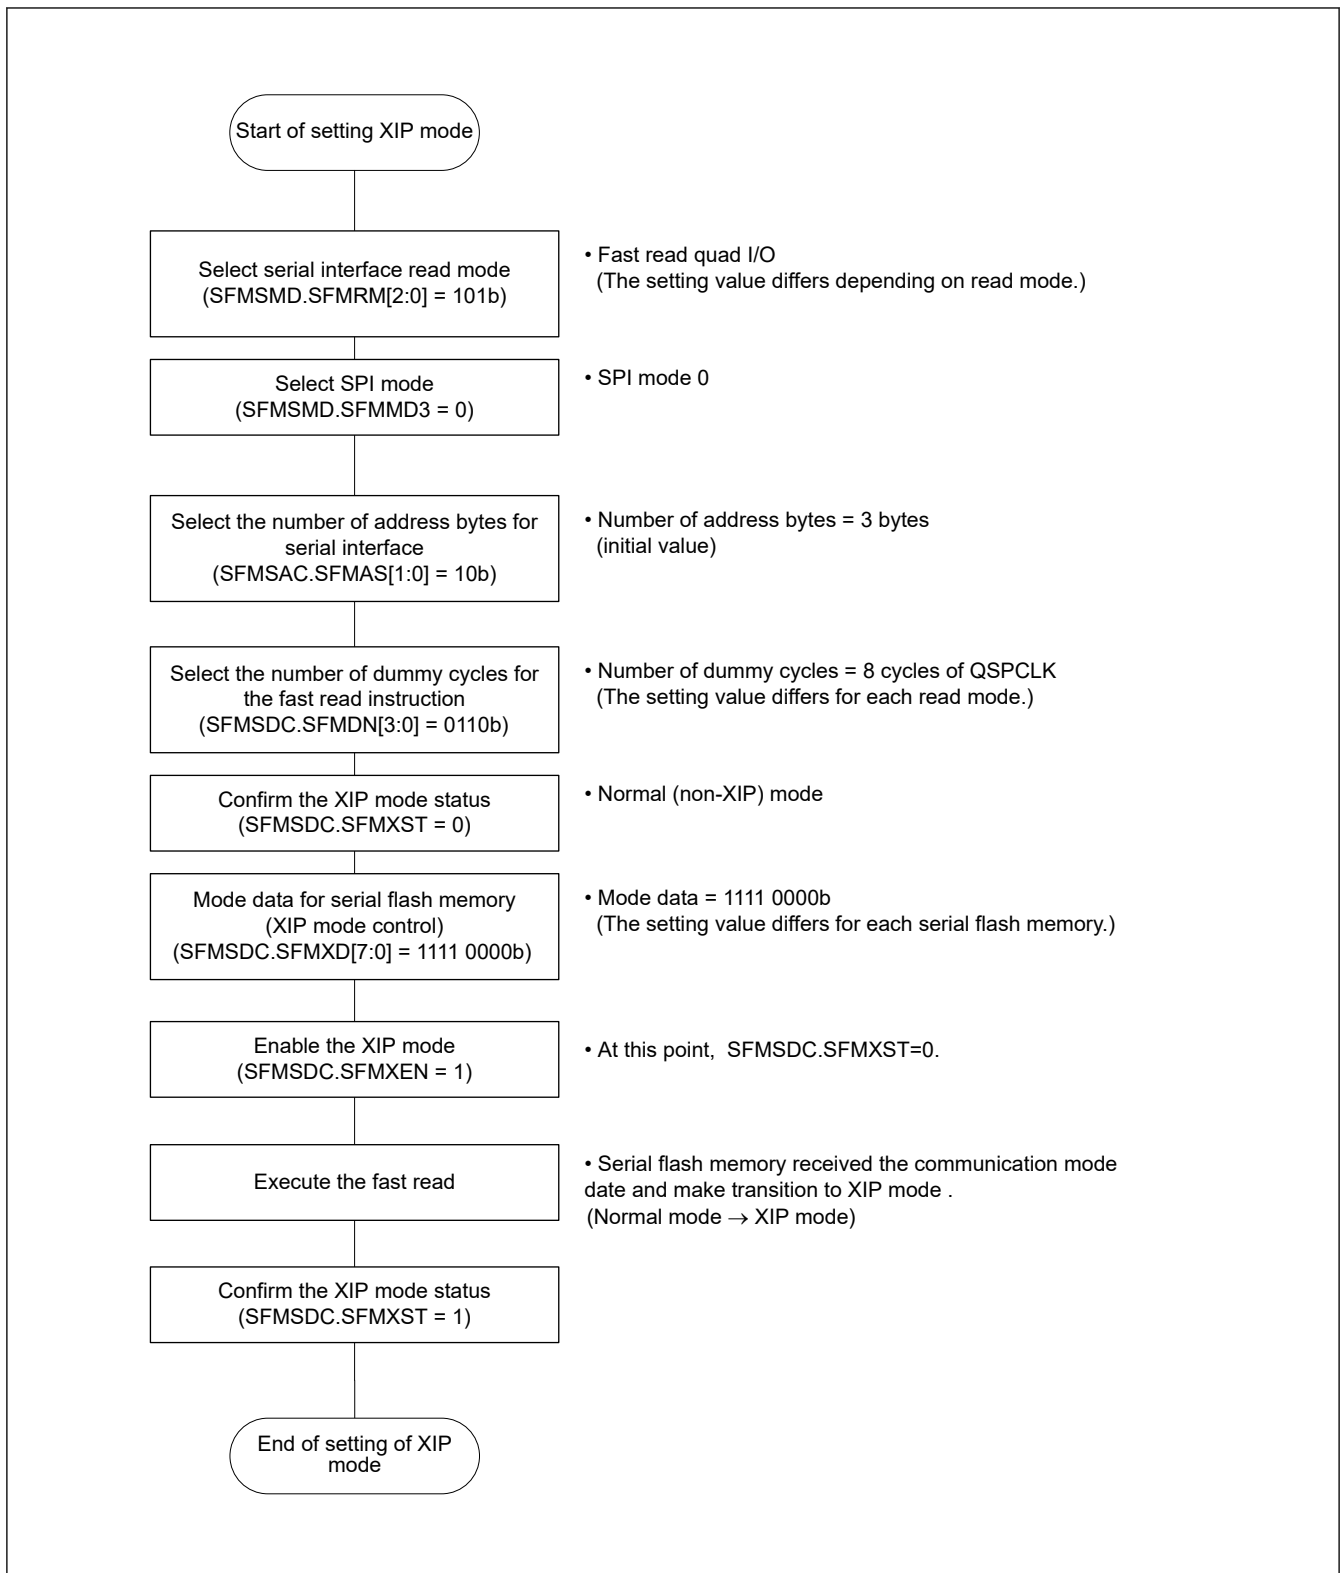 Start of setting XIP mode
Select serial interface read mode
(SFMSMD.SFMRM[2:0] = 101b)
• Fast read quad I/O
(The setting value differs depending on read mode.)
Select SPI mode
(SFMSMD.SFMMD3 = 0)
• SPI mode 0
Select the number of address bytes for
serial interface
(SFMSAC.SFMAS[1:0] = 10b)
• Number of address bytes = 3 bytes
(initial value)
Select the number of dummy cycles for
the fast read instruction
(SFMSDC.SFMDN[3:0] = 0110b)
• Number of dummy cycles = 8 cycles of QSPCLK
(The setting value differs for each read mode.)
Confirm the XIP mode status
(SFMSDC.SFMXST = 0)
• Normal (non-XIP) mode
Mode data for serial flash memory
(XIP mode control)
(SFMSDC.SFMXD[7:0] = 1111 0000b)
• Mode data = 1111 0000b
(The setting value differs for each serial flash memory.)
Enable the XIP mode
(SFMSDC.SFMXEN = 1)
• At this point,  SFMSDC.SFMXST=0.
Execute the fast read
• Serial flash memory received the communication mode
date and make transition to XIP mode .
(Normal mode → XIP mode)
Confirm the XIP mode status
(SFMSDC.SFMXST = 1)
End of setting of XIP
mode